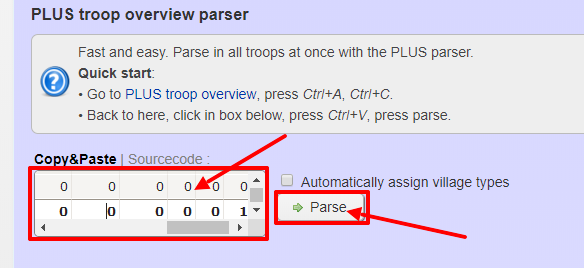 PLUS troop overview parser
Fast and easy. Parse in all troops at once with the PLUS parser.
Quick start:
• Go to PLUS troop overview, press Ctrl+A, Ctrl+C.
• Back to here, click in box below, press Ctrl+V, press parse.
Copy&Paste | Sourcecode :
0 0 0 0 0 0
0 0 0 0 0 1
Automatically assign village types
Parse